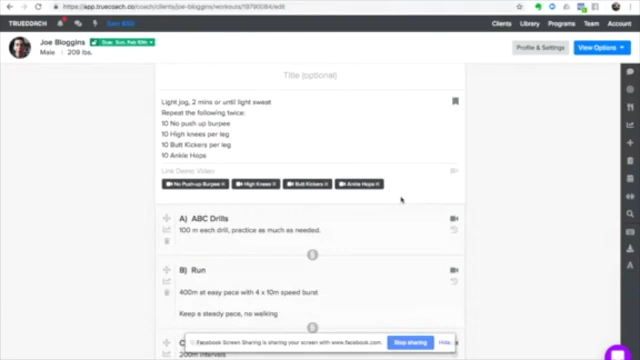 https://app.truecoach.co/coach/clients/joe-bloggins/workouts/19790084/edit
TRUECOACH
Clients Library Programs Team Account
Joe Bloggins Due: Sun, Feb 10th
Male | 209 lbs.
Profile & Settings
View Options
Title (optional)
Light jog, 2 mins or until light sweat
Repeat the following twice:
10 No push up burpee
10 High knees per leg
10 Butt Kickers per leg
10 Ankle Hops
Link Demo Video
No Push-up Burpee x High Knees x Butt Kickers x Ankle Hops x
A) ABC Drills
100 m each drill, practice as much as needed.
B) Run
400m at easy pace with 4 x 10m speed burst
Keep a steady pace, no walking
C
200m intervals
Facebook Screen Sharing is sharing your screen with www.facebook.com.
Stop sharing
Hide